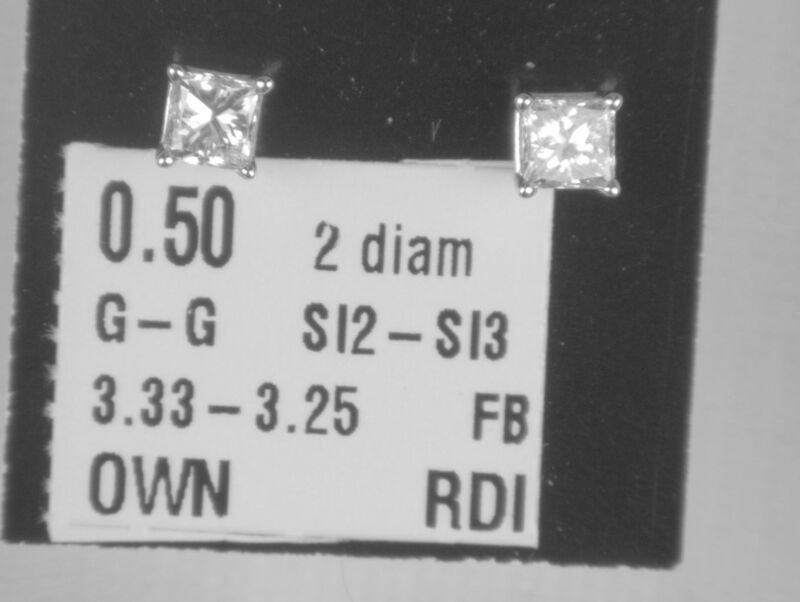 0.50 2 diam
G-G SI2-SI3
3.33-3.25 FB
OWN RDI